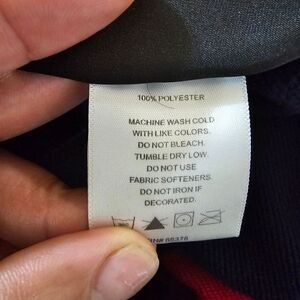 100% POLYESTER
MACHINE WASH COLD
WITH LIKE COLORS.
DO NOT BLEACH.
TUMBLE DRY LOW.
DO NOT USE
FABRIC SOFTENERS.
DO NOT IRON IF
DECORATED.
RN# 65378